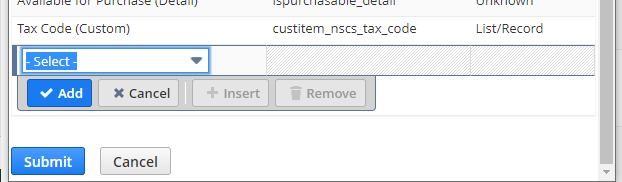 Available for Purchase (Detail) ispurchasable_detail Unknown
Tax Code (Custom) custitem_nscs_tax_code List/Record
- Select -
Add Cancel Insert Remove
Submit Cancel